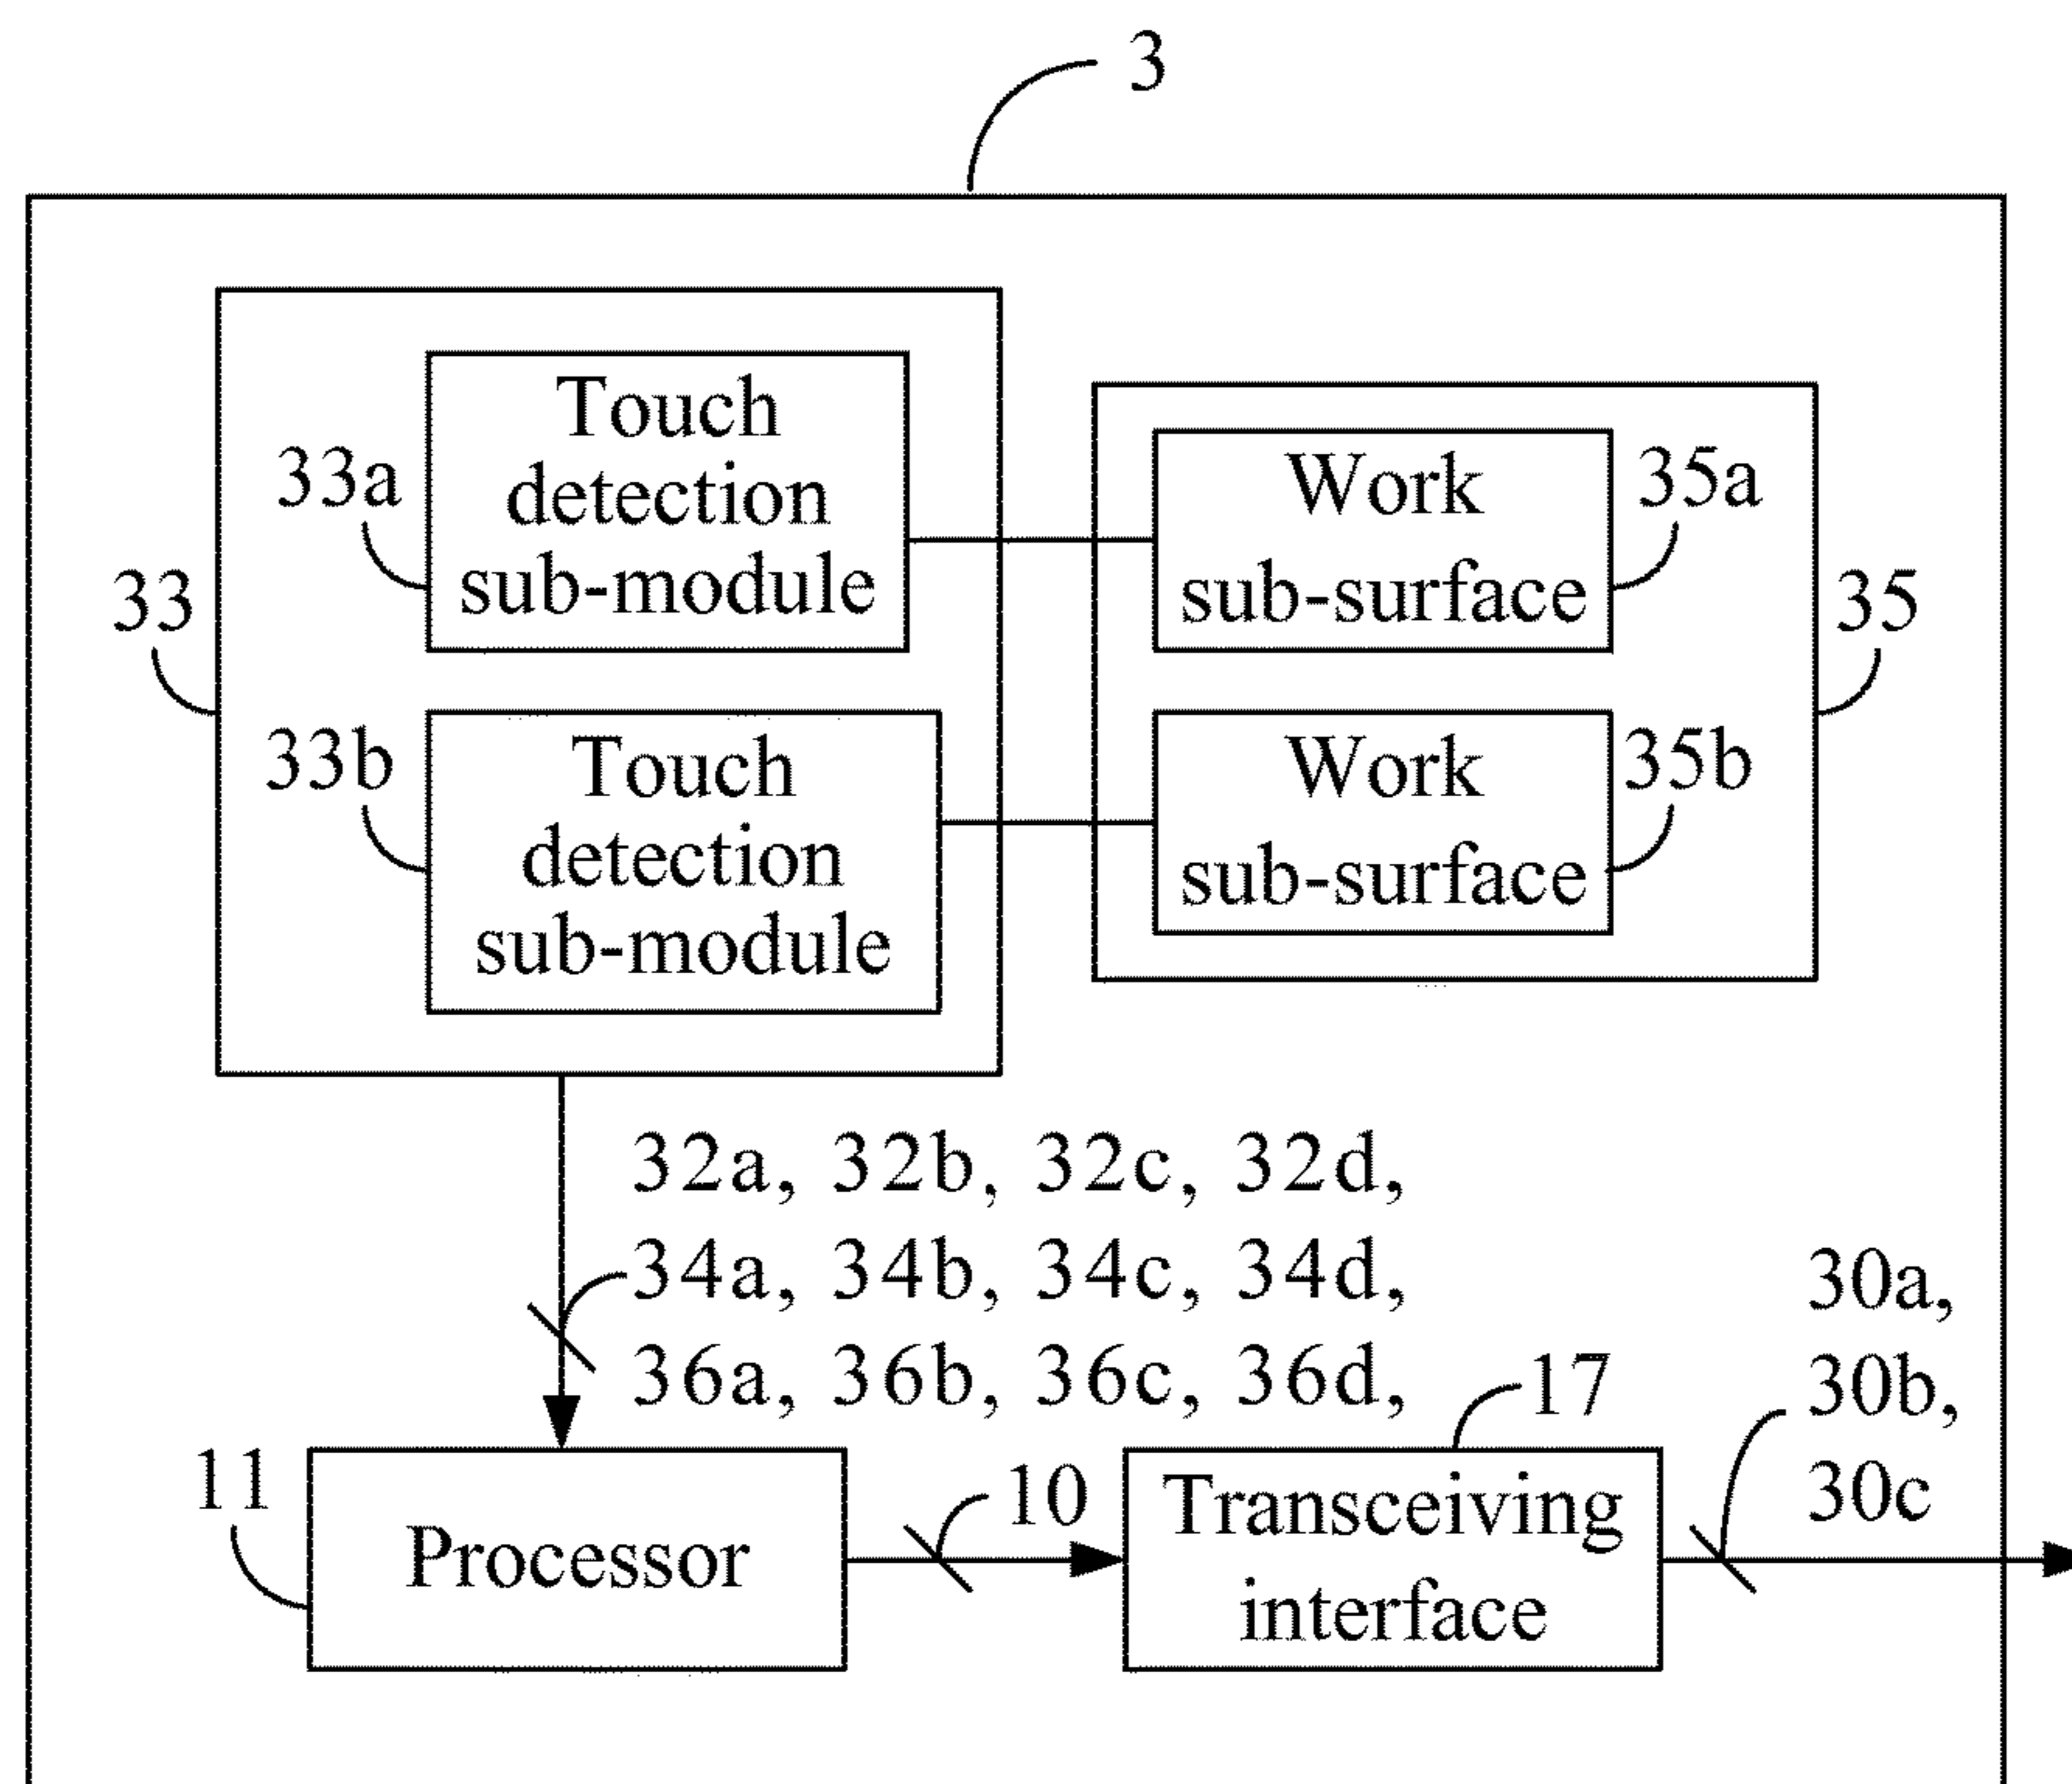 3
Touch
detection
sub-module
33a
Work
sub-surface
35a
33
35
Touch
detection
sub-module
33b
Work
sub-surface
35b
32a, 32b, 32c, 32d,
34a, 34b, 34c, 34d,
36a, 36b, 36c, 36d,
30a,
30b,
30c
17
11
Processor
10
Transceiving
interface